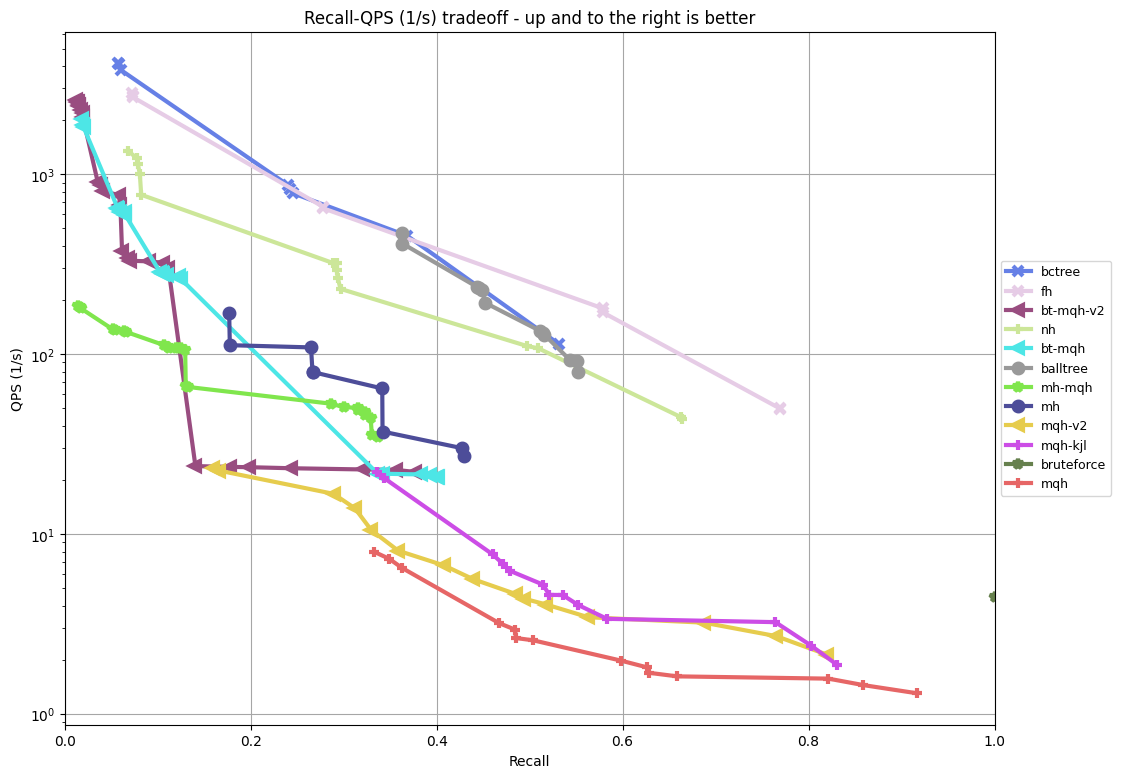 Recall-QPS (1/s) tradeoff - up and to the right is better
QPS (1/s)
10³
10²
10¹
10⁰
0.0
0.2
0.4
0.6
0.8
1.0
Recall
bctree
fh
bt-mqh-v2
nh
bt-mqh
balltree
mh-mqh
mh
mqh-v2
mqh-kjl
bruteforce
mqh